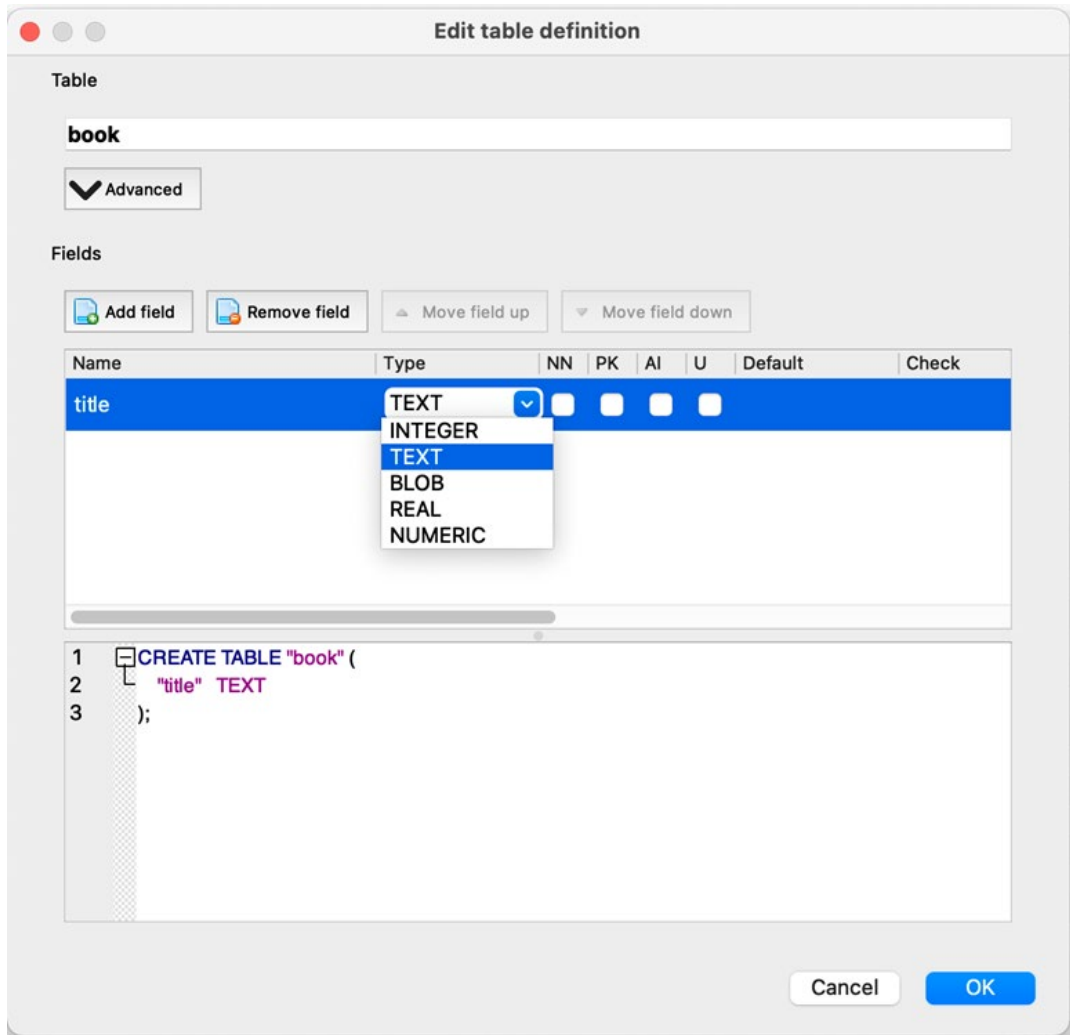 Edit table definition
Table
book
Advanced
Fields
Add field Remove field Move field up Move field down
Name Type NN PK AI U Default Check
title TEXT
INTEGER
TEXT
BLOB
REAL
NUMERIC
1 CREATE TABLE "book" (
2 "title" TEXT
3 );
Cancel OK